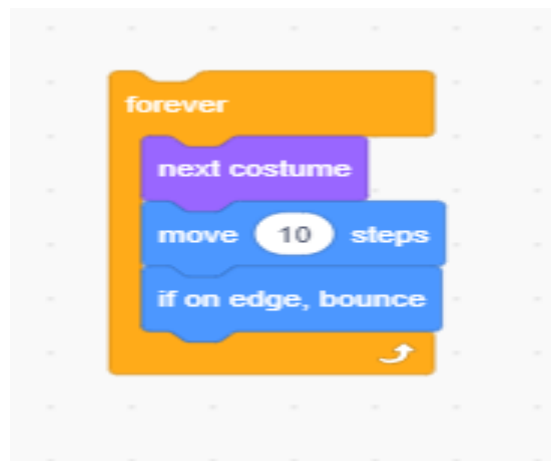 forever
next costume
move 10 steps
if on edge, bounce